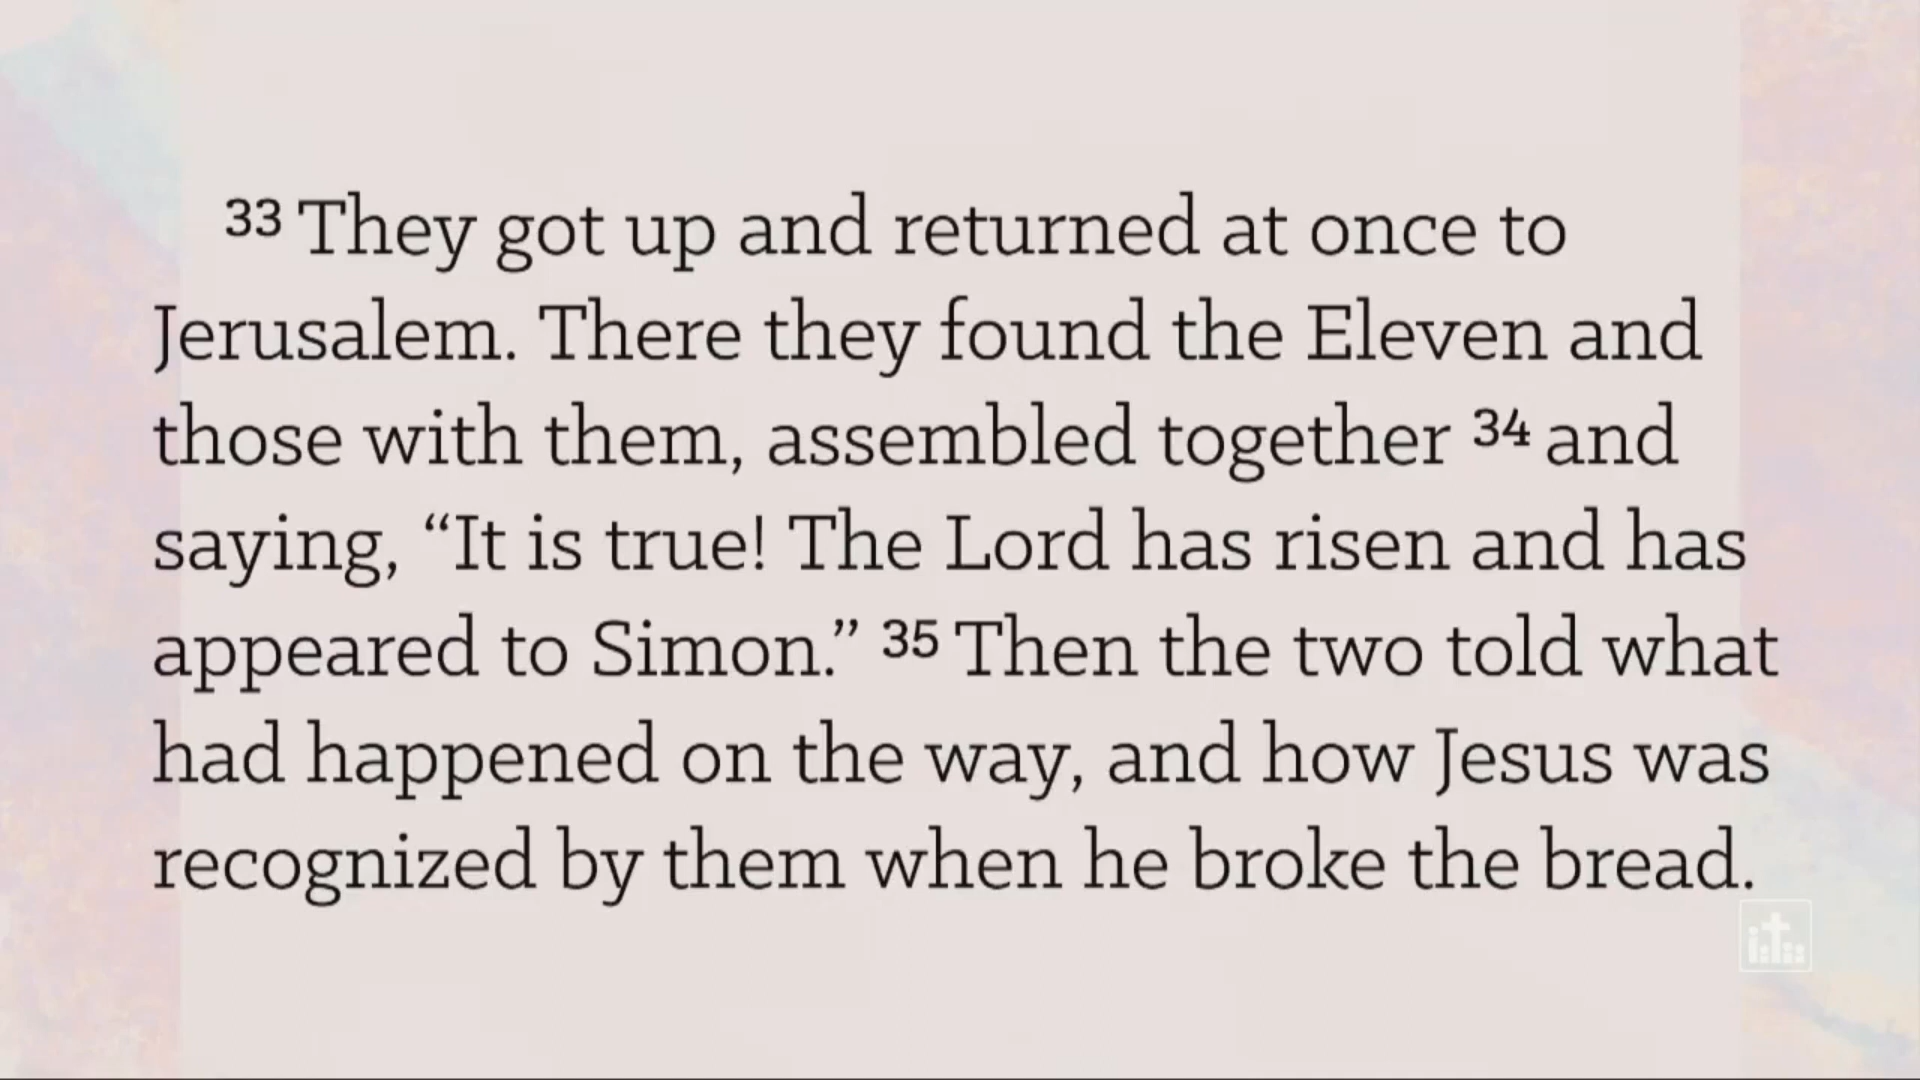 33 They got up and returned at once to
Jerusalem. There they found the Eleven and
those with them, assembled together 34 and
saying, “It is true! The Lord has risen and has
appeared to Simon.” 35 Then the two told what
had happened on the way, and how Jesus was
recognized by them when he broke the bread.
i.t.::